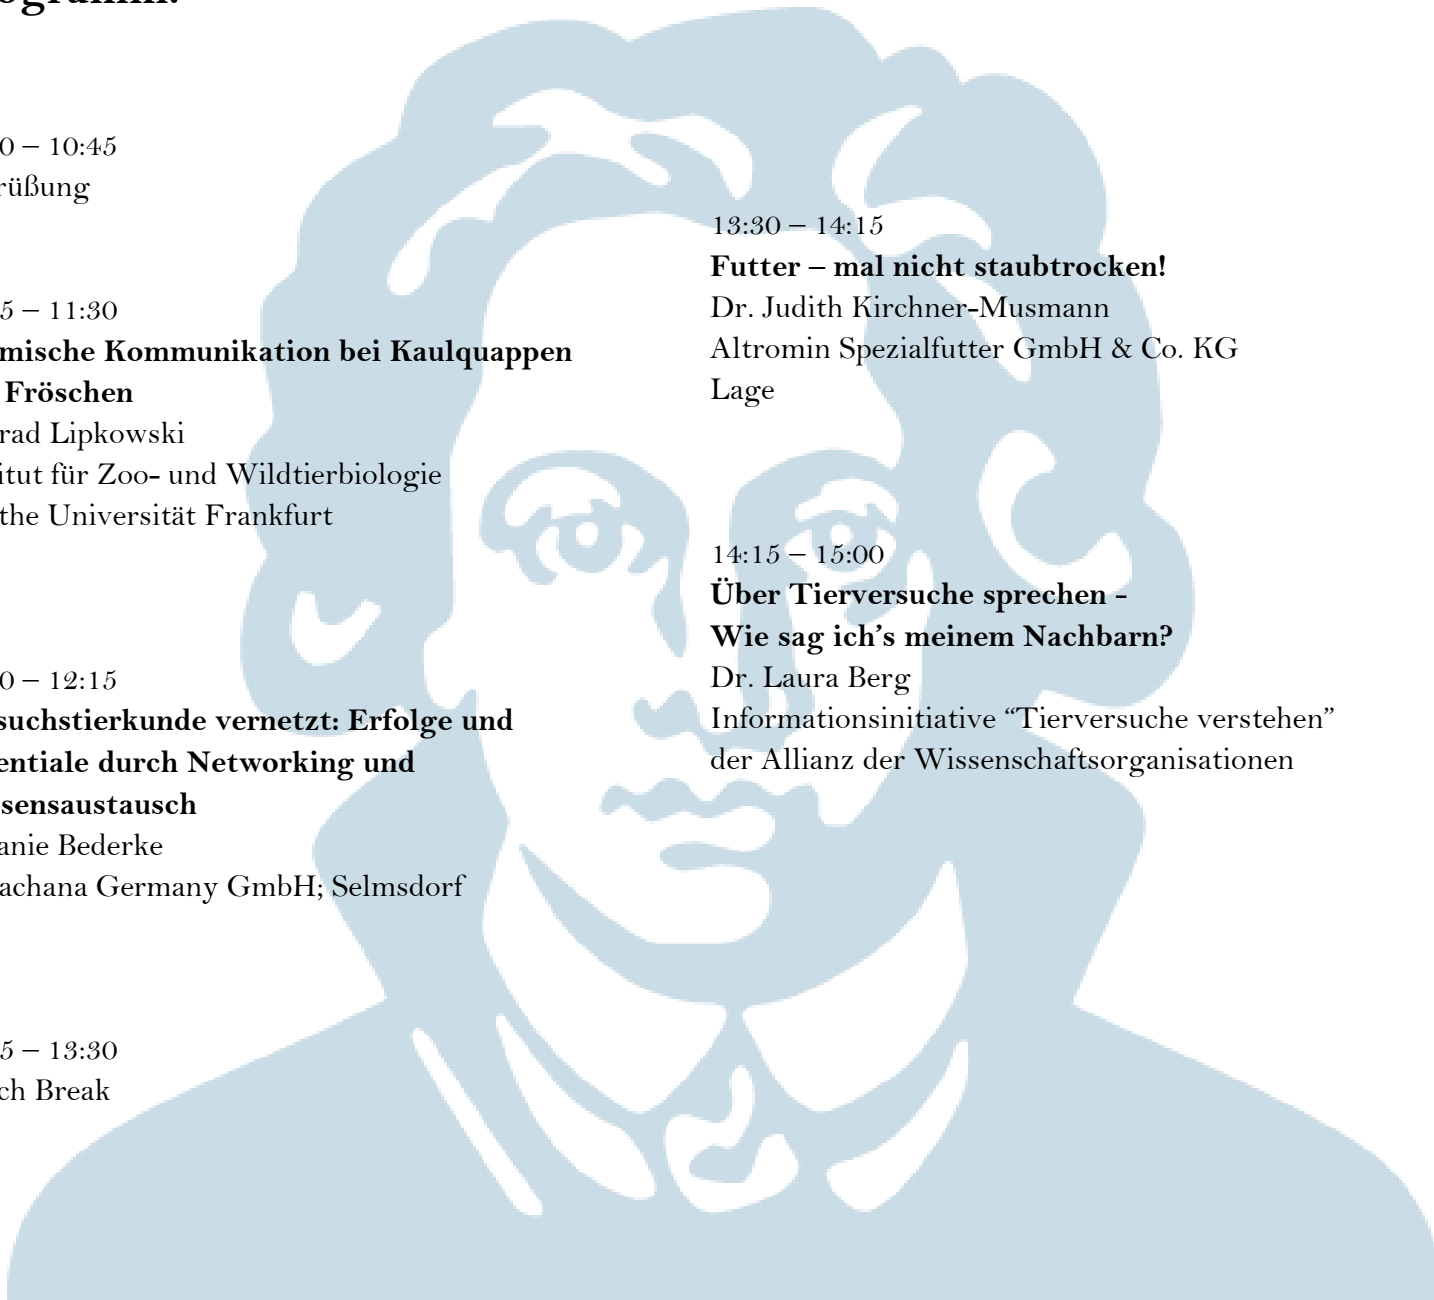 ogramm:
0 – 10:45
rüßung
5 – 11:30
mische Kommunikation bei Kaulquappen
Fröschen
rad Lipkowski
itut für Zoo- und Wildtierbiologie
the Universität Frankfurt
0 – 12:15
suchstierkunde vernetzt: Erfolge und
entiale durch Networking und
sensaustausch
anie Bederke
achana Germany GmbH; Selmsdorf
5 – 13:30
ch Break
13:30 – 14:15
Futter – mal nicht staubtrocken!
Dr. Judith Kirchner-Musmann
Altromin Spezialfutter GmbH & Co. KG
Lage
14:15 – 15:00
Über Tierversuche sprechen -
Wie sag ich’s meinem Nachbarn?
Dr. Laura Berg
Informationsinitiative “Tierversuche verstehen”
der Allianz der Wissenschaftsorganisationen